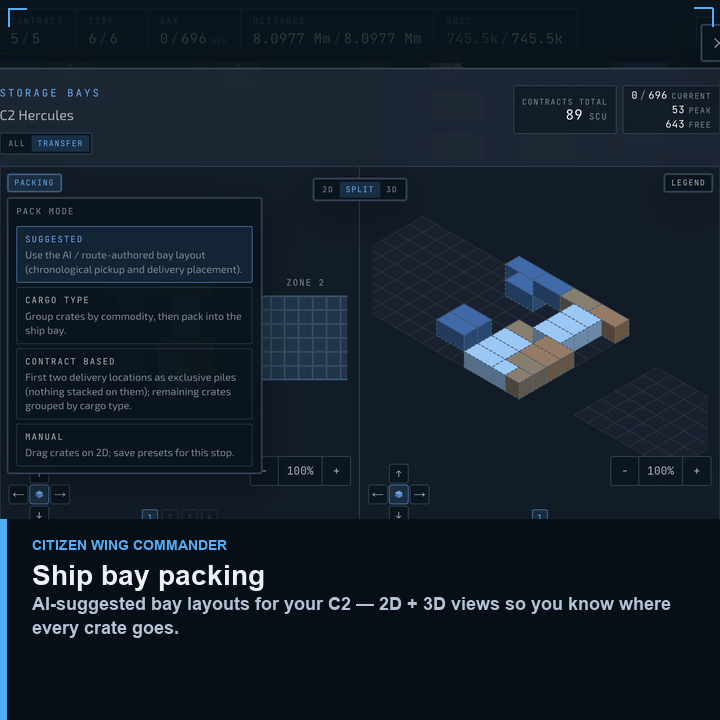 CONTRACT STOP BAY DISTANCE aUEC
5/5 6/6 0/696 SCU 8.0977 Mm/8.0977 Mm 745.5k/745.5k
STORAGE BAYS
C2 Hercules
CONTRACTS TOTAL
89 SCU
0/696 CURRENT
53 PEAK
643 FREE
ALL TRANSFER
PACKING
2D SPLIT 3D
LEGEND
PACK MODE
SUGGESTED
Use the AI / route-authored bay layout
(chronological pickup and delivery placement).
CARGO TYPE
Group crates by commodity, then pack into the
ship bay.
CONTRACT BASED
First two delivery locations as exclusive piles
(nothing stacked on them); remaining crates
grouped by cargo type.
MANUAL
Drag crates on 2D; save presets for this stop.
ZONE 2
- 100% +
- 100% +
↑
← →
↓
↑
← →
↓
1 2 3 4
1
CITIZEN WING COMMANDER
Ship bay packing
AI-suggested bay layouts for your C2 — 2D + 3D views so you know where
every crate goes.